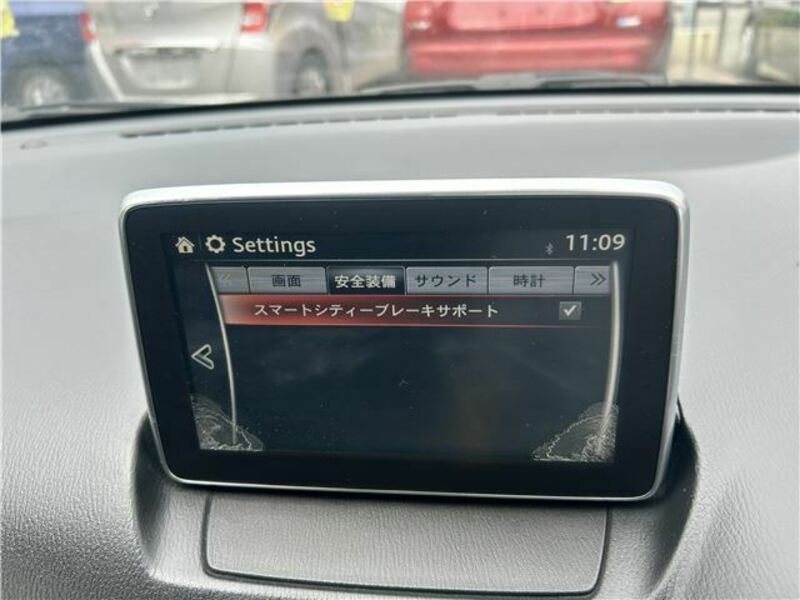 Settings 11:09
画面 安全装備 サウンド 時計
スマートシティーブレーキサポート